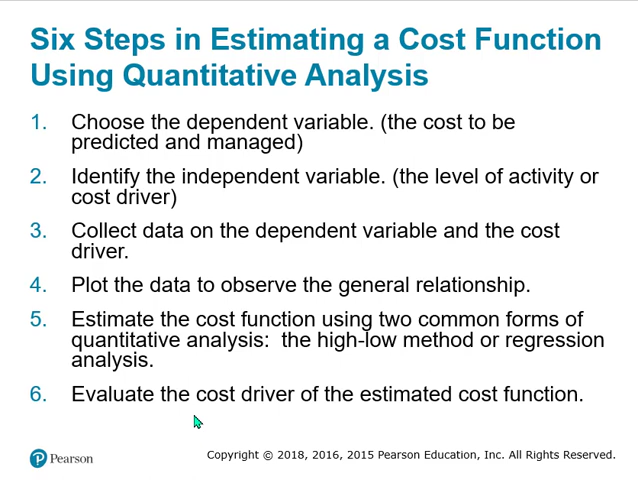 Six Steps in Estimating a Cost Function
Using Quantitative Analysis
1. Choose the dependent variable. (the cost to be
predicted and managed)
2. Identify the independent variable. (the level of activity or
cost driver)
3. Collect data on the dependent variable and the cost
driver.
4. Plot the data to observe the general relationship.
5. Estimate the cost function using two common forms of
quantitative analysis:  the high-low method or regression
analysis.
6. Evaluate the cost driver of the estimated cost function.
P Pearson
Copyright © 2018, 2016, 2015 Pearson Education, Inc. All Rights Reserved.